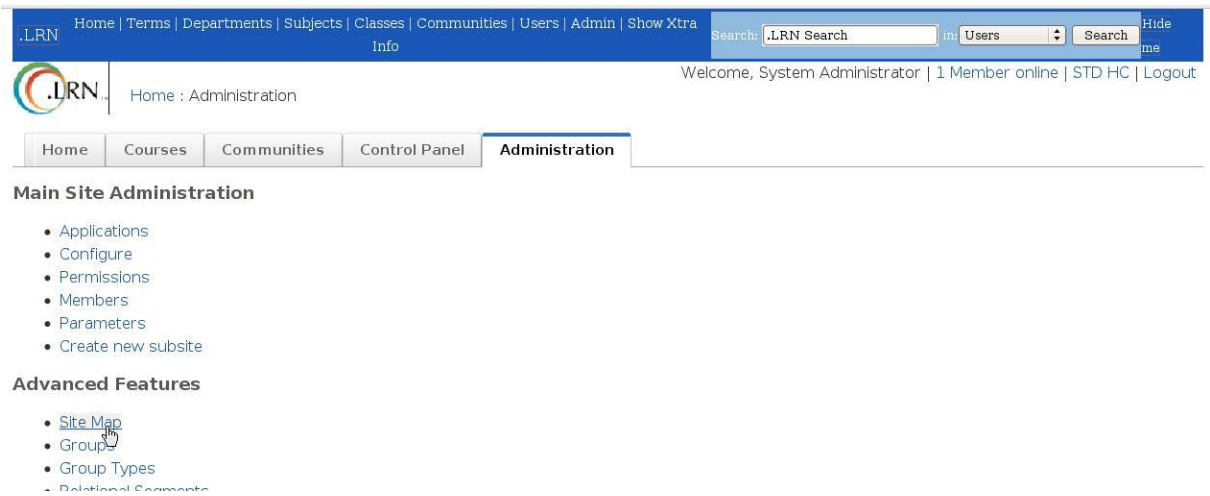 .LRN
Home | Terms | Departments | Subjects | Classes | Communities | Users | Admin | Show Xtra
Info
Search: .LRN Search in: Users Search
Hide
me
Welcome, System Administrator | 1 Member online | STD HC | Logout
.LRN
Home : Administration
Home Courses Communities Control Panel Administration
Main Site Administration
Applications
Configure
Permissions
Members
Parameters
Create new subsite
Advanced Features
Site Map
Groups
Group Types
Relational Segments